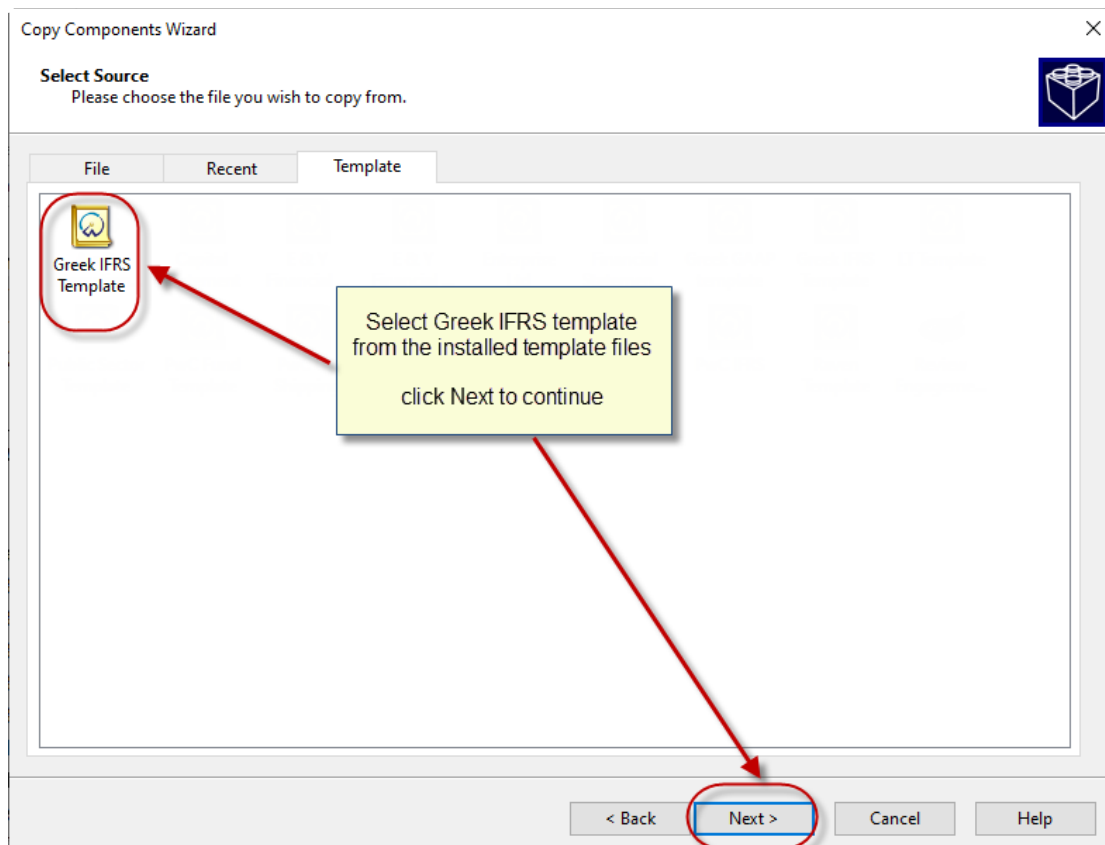 Copy Components Wizard
Select Source
Please choose the file you wish to copy from.
File
Recent
Template
Greek IFRS
Template
Select Greek IFRS template
from the installed template files
click Next to continue
< Back
Next >
Cancel
Help